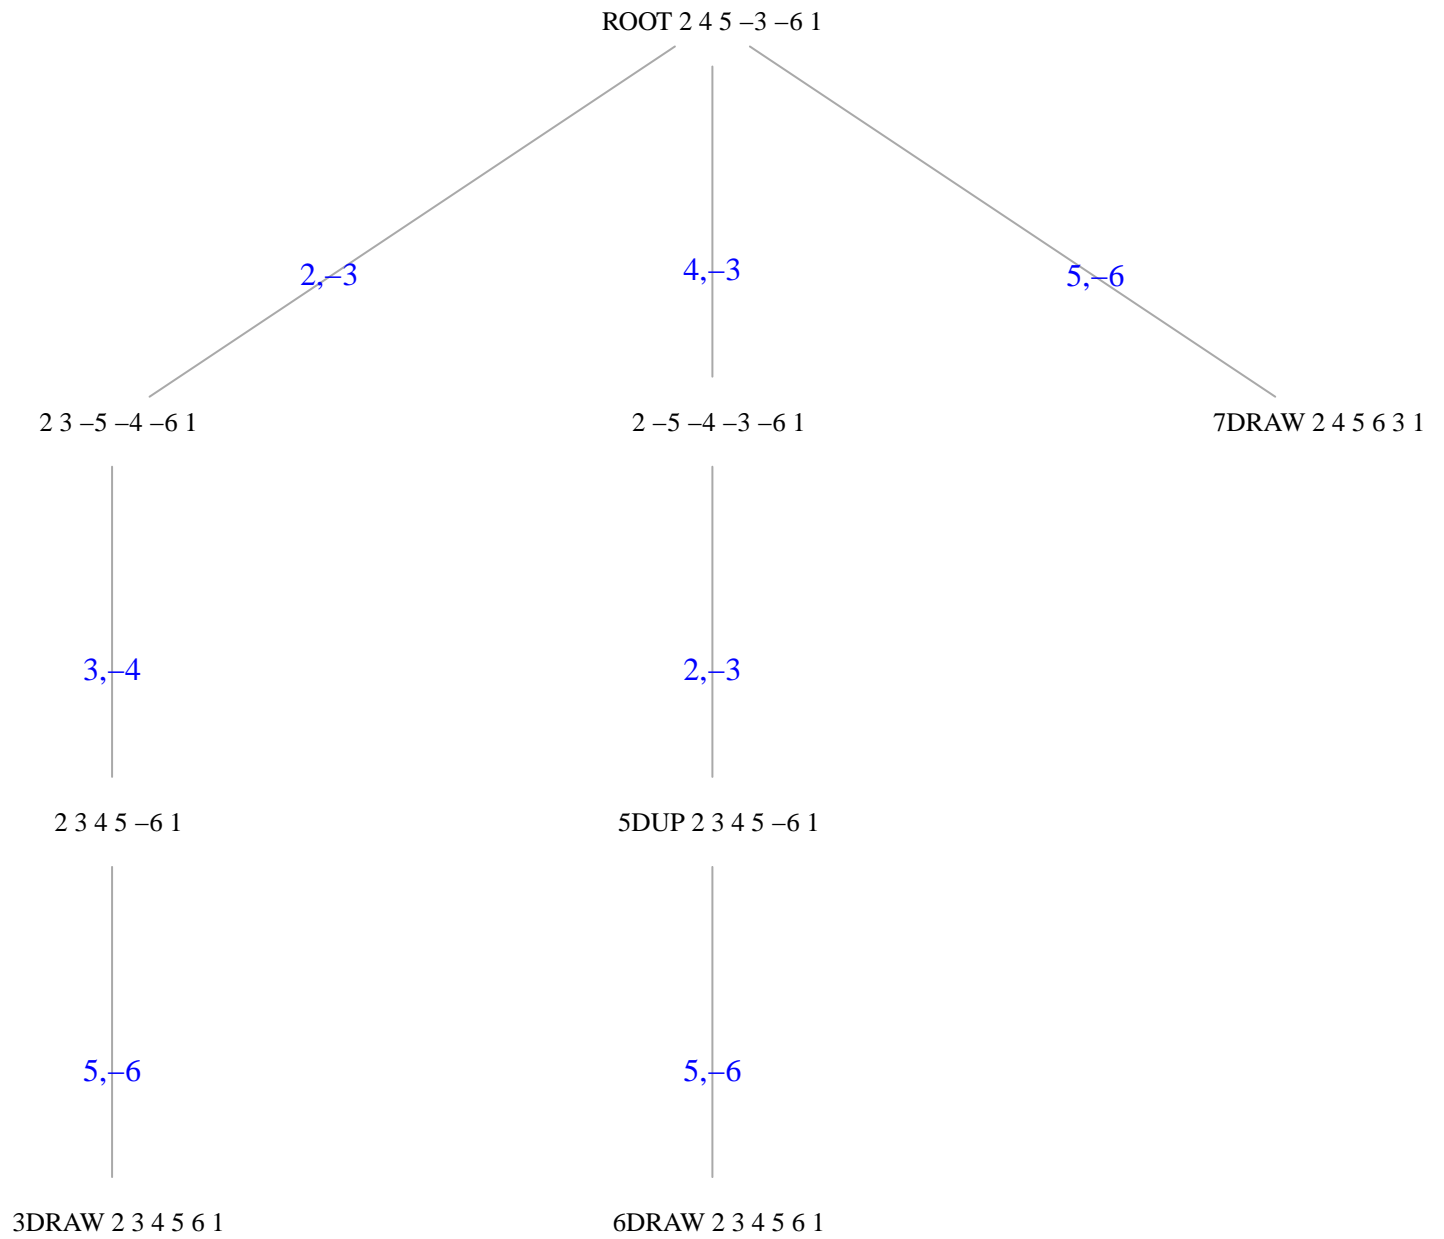 ROOT 2 4 5 –3 –6 1
2,–3
4,–3
5,–6
2 3 –5 –4 –6 1
2 –5 –4 –3 –6 1
7DRAW 2 4 5 6 3 1
3,–4
2,–3
2 3 4 5 –6 1
5DUP 2 3 4 5 –6 1
5,–6
5,–6
3DRAW 2 3 4 5 6 1
6DRAW 2 3 4 5 6 1